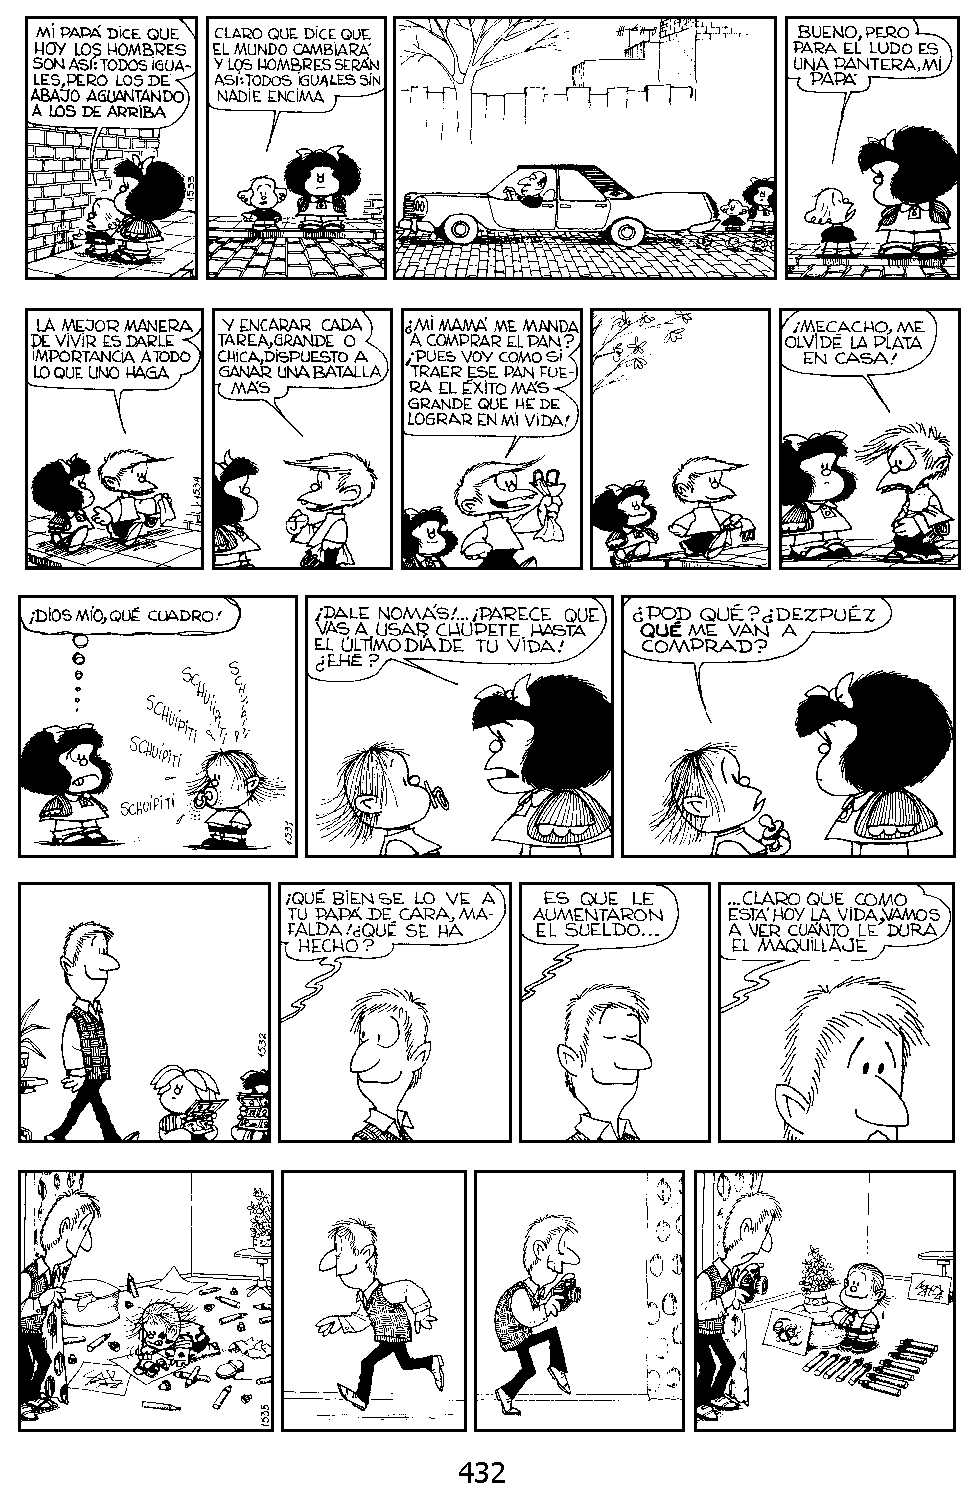 MI PAPÁ DICE QUE
HOY LOS HOMBRES
SON ASÍ: TODOS IGUA-
LES, PERO LOS DE
ABAJO AGUANTANDO
A LOS DE ARRIBA
1533
CLARO QUE DICE QUE
EL MUNDO CAMBIARÁ
Y LOS HOMBRES SERÁN
ASÍ: TODOS IGUALES SIN
NADIE ENCIMA
BUENO, PERO
PARA EL LUDO ES
UNA PANTERA, MI
PAPÁ
LA MEJOR MANERA
DE VIVIR ES DARLE
IMPORTANCIA A TODO
LO QUE UNO HAGA
1534
Y ENCARAR CADA
TAREA, GRANDE O
CHICA, DISPUESTO A
GANAR UNA BATALLA
MÁS
¿MI MAMÁ ME MANDA
A COMPRAR EL PAN?
¡PUES VOY COMO SI
TRAER ESE PAN FUE-
RA EL ÉXITO MÁS
GRANDE QUE HE DE
LOGRAR EN MI VIDA!
¡MECACHO, ME
OLVIDÉ LA PLATA
EN CASA!
¡DIOS MÍO, QUÉ CUADRO!
SCHUIPITI
SCHUIPITI
SCHUIPITI
SCHUIPITI
SCHUIPITI
1531
¡DALE NOMÁS!...¡PARECE QUE
VAS A USAR CHUPETE HASTA
EL ÚLTIMO DÍA DE TU VIDA!
¿EHÉ?
¿POD QUÉ? ¿DEZPUÉZ
QUÉ ME VAN A
COMPRAD?
1532
¡QUÉ BIEN SE LO VE A
TU PAPÁ DE CARA, MA-
FALDA! ¿QUÉ SE HA
HECHO?
ES QUE LE
AUMENTARON
EL SUELDO...
...CLARO QUE COMO
ESTÁ HOY LA VIDA, VAMOS
A VER CUÁNTO LE DURA
EL MAQUILLAJE
1535
432